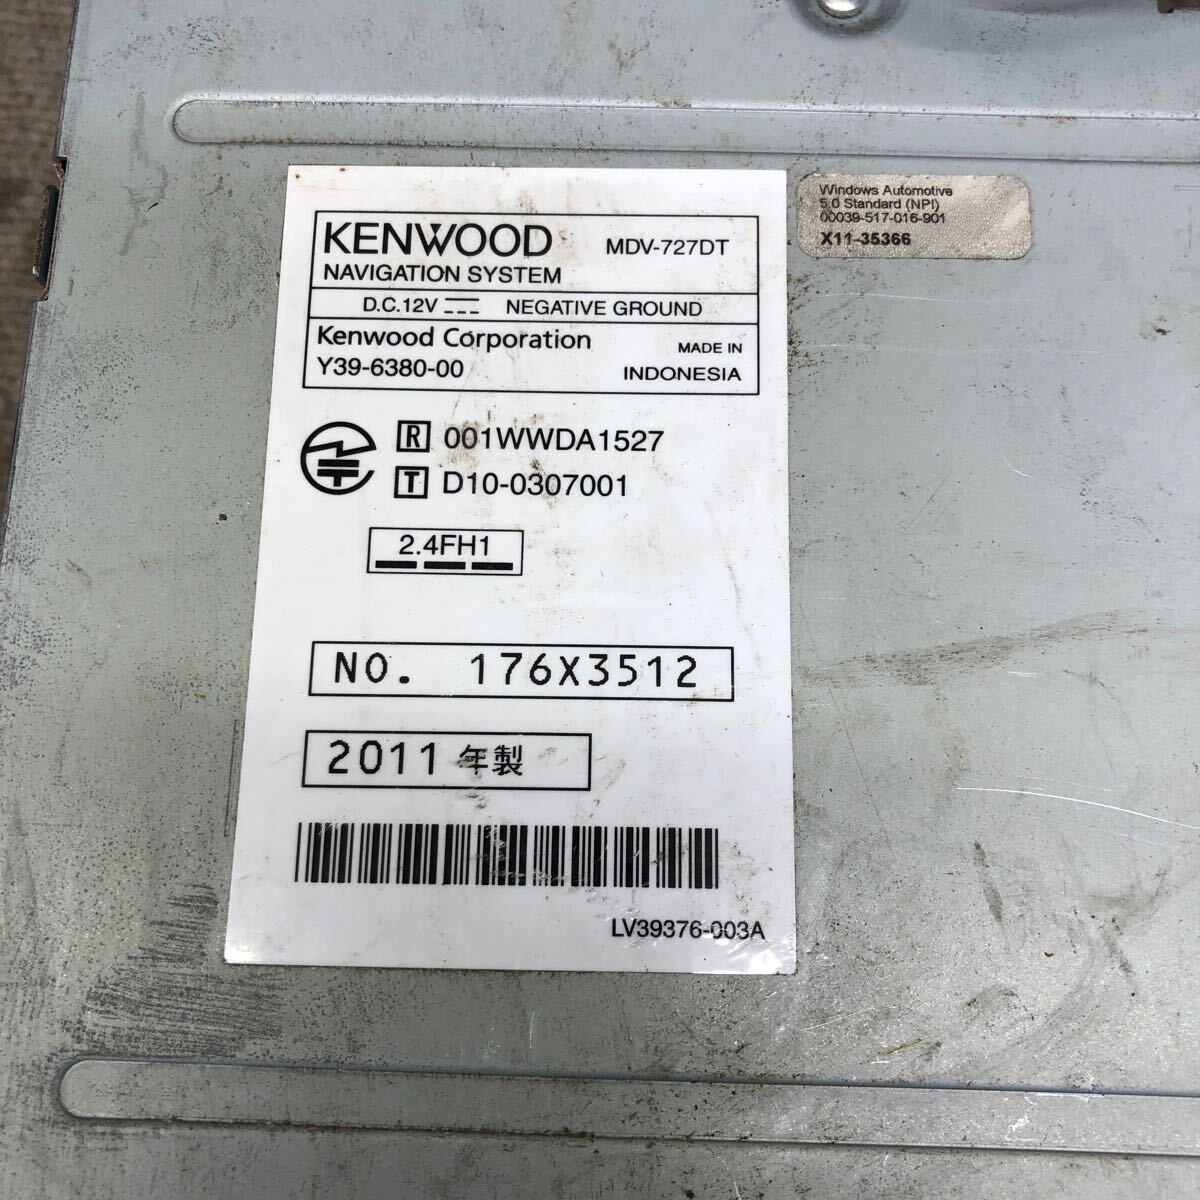 KENWOOD MDV-727DT
NAVIGATION SYSTEM
D.C.12V NEGATIVE GROUND
Kenwood Corporation MADE IN
Y39-6380-00 INDONESIA
R 001WWDA1527
T D10-0307001
2.4FH1
NO. 176X3512
2011 年製
LV39376-003A
Windows Automotive
5.0 Standard (NPI)
00039-517-016-901
X11-35366